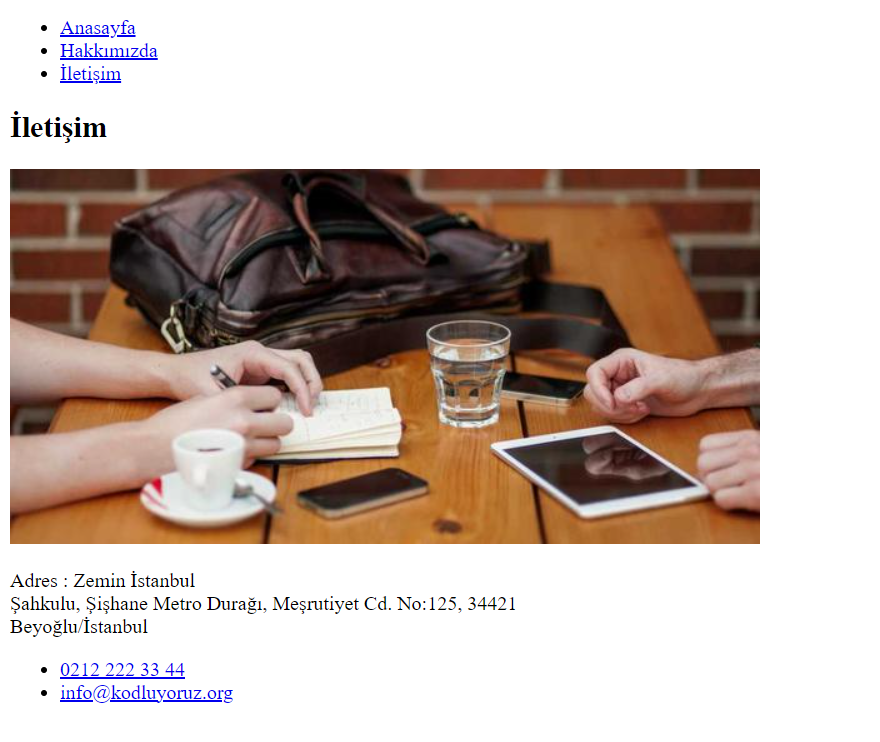 Anasayfa
Hakkımızda
İletişim
İletişim
Adres : Zemin İstanbul
Şahkulu, Şişhane Metro Durağı, Meşrutiyet Cd. No:125, 34421
Beyoğlu/İstanbul
0212 222 33 44
info@kodluyoruz.org